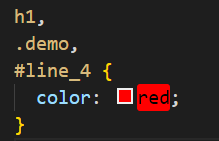 h1,
.demo,
#line_4 {
color: red;
}